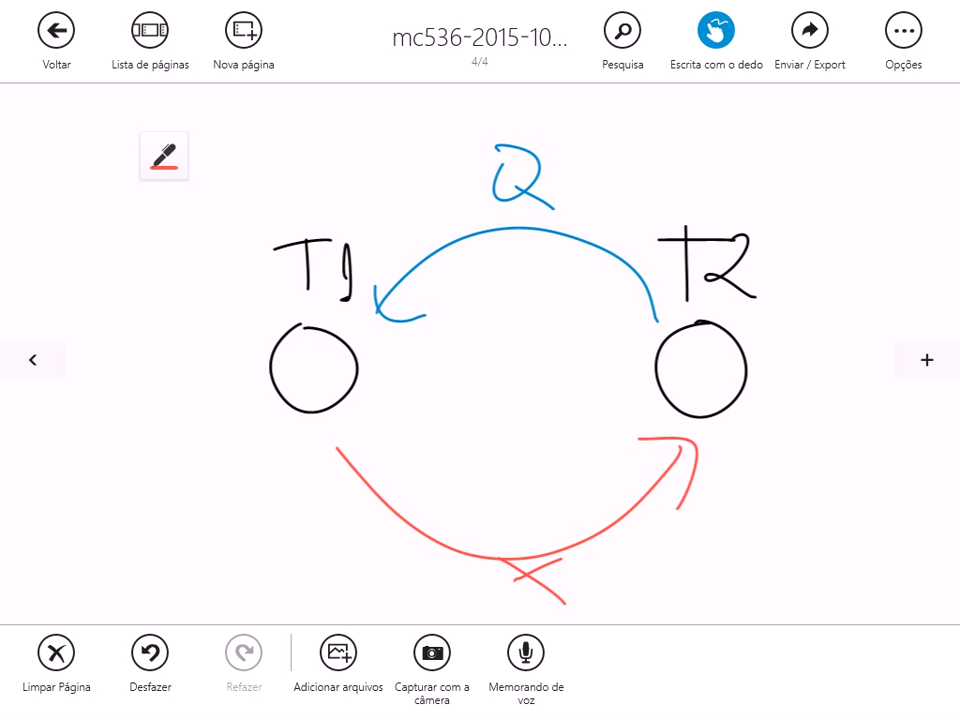 mc536-2015-10...
4/4
Voltar
Lista de páginas
Nova página
Pesquisa
Escrita com o dedo
Enviar / Export
Opções
Q
T1
T2
X
Limpar Página
Desfazer
Refazer
Adicionar arquivos
Capturar com a
câmera
Memorando de
voz